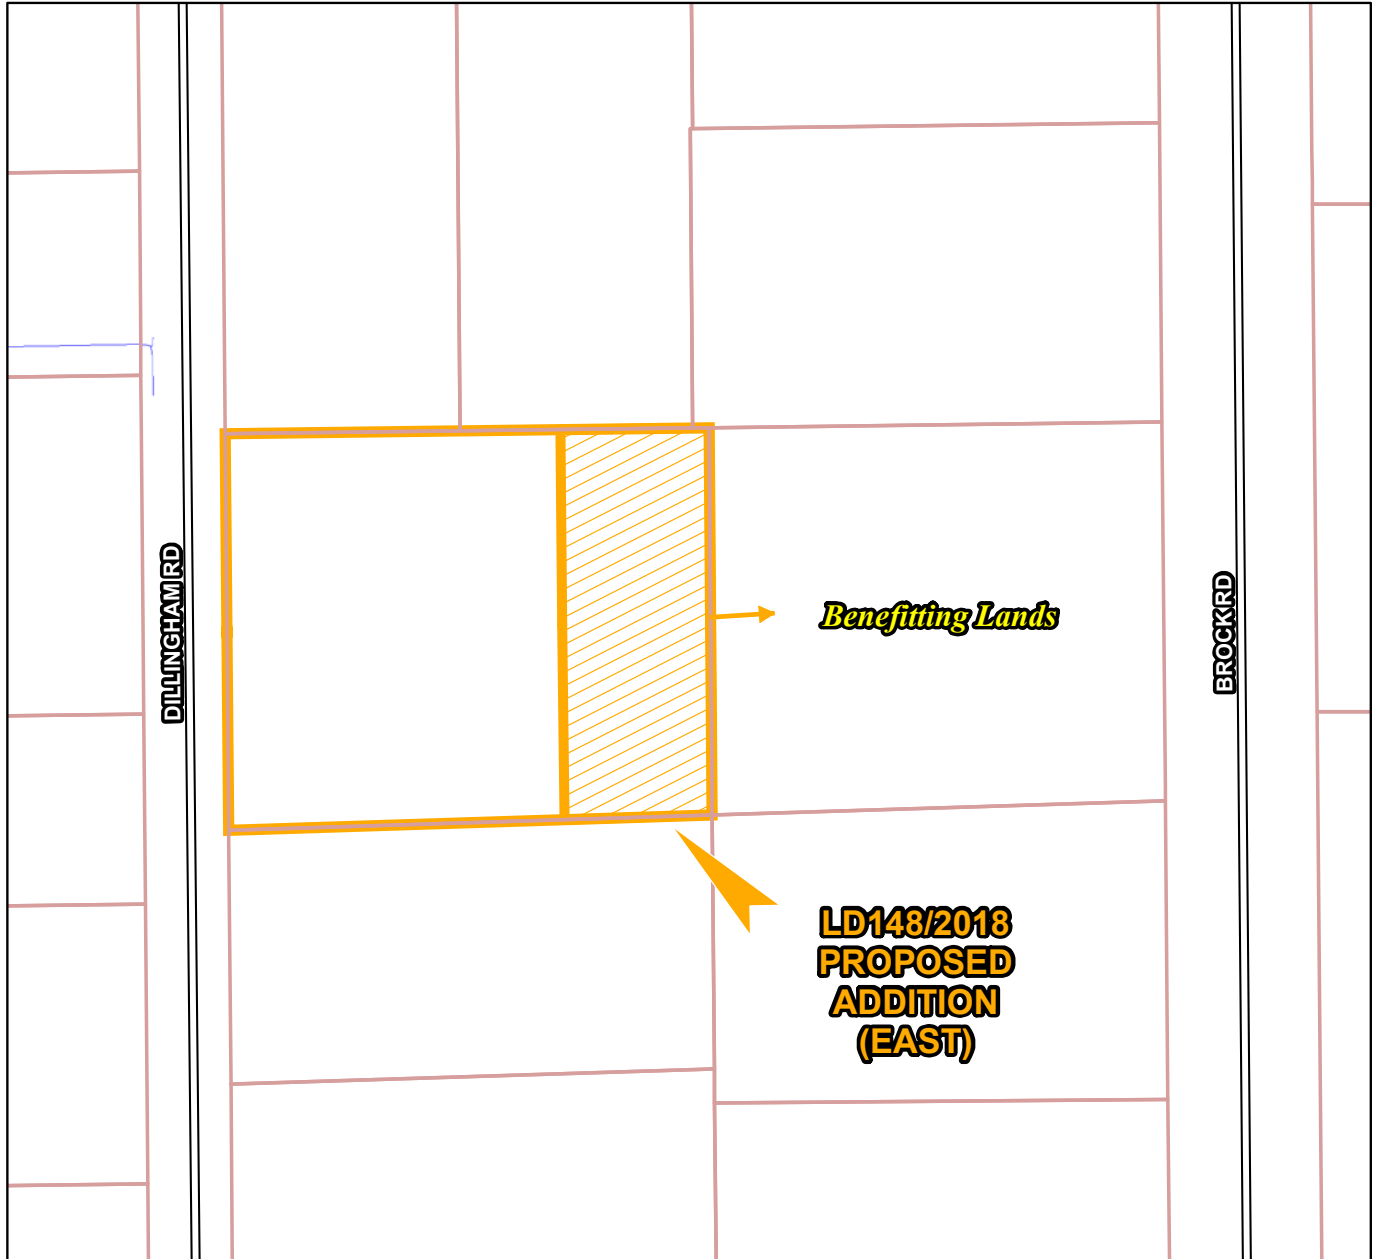 DILLINGHAM RD
Benefitting Lands
BROCK RD
LD148/2018
PROPOSED
ADDITION
(EAST)